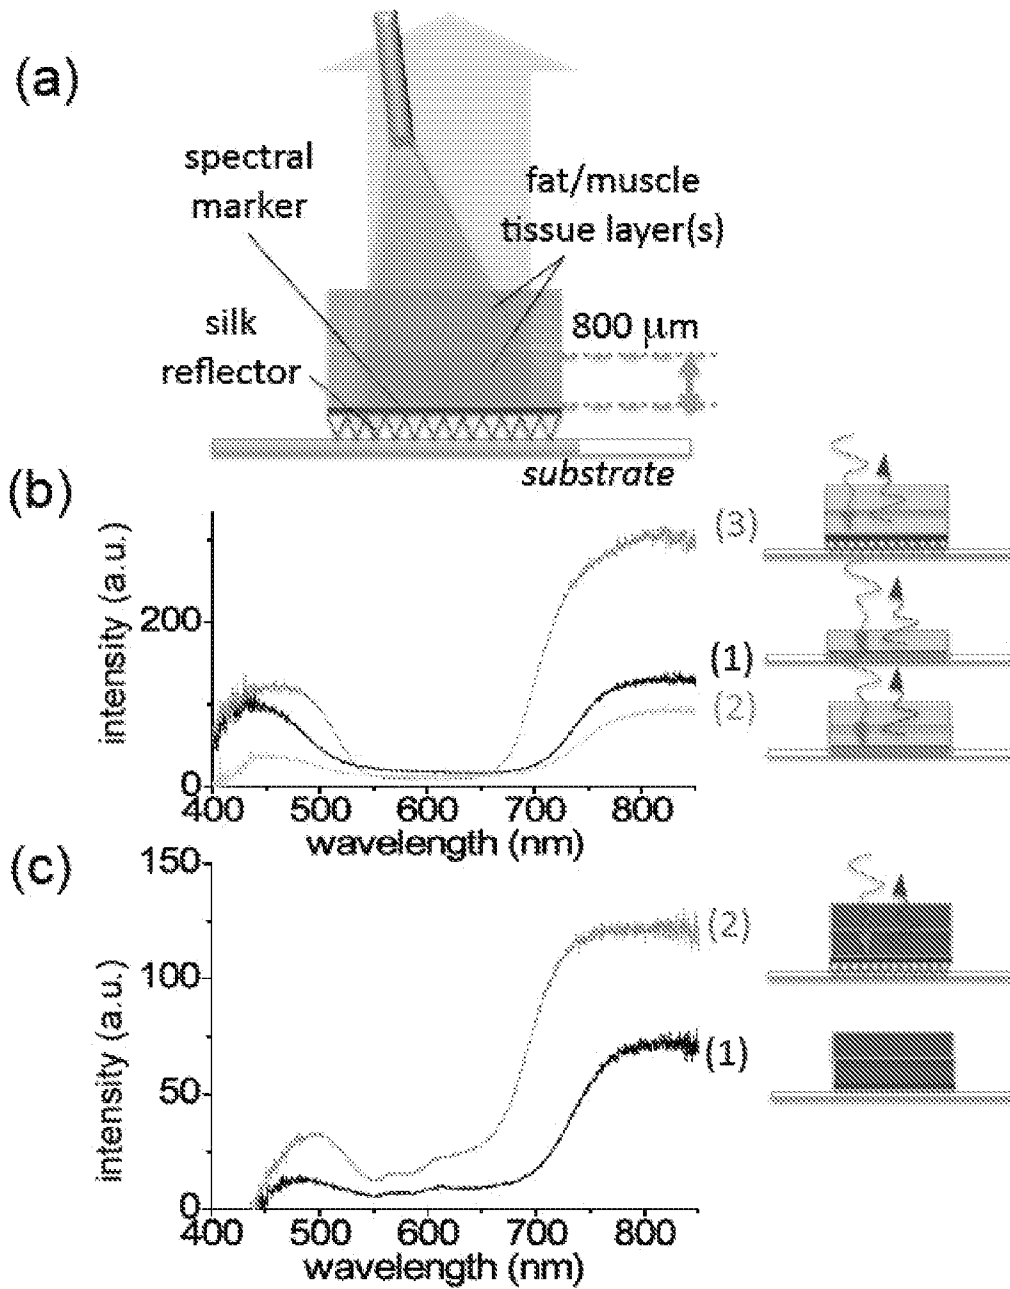 (a)
spectral
marker
fat/muscle
tissue layer(s)
silk
reflector
800 μm
substrate
(b)
intensity (a.u.)
200
0
400
500
600
700
800
wavelength (nm)
(3)
(1)
(2)
(c)
intensity (a.u.)
150
100
50
0
400
500
600
700
800
wavelength (nm)
(2)
(1)